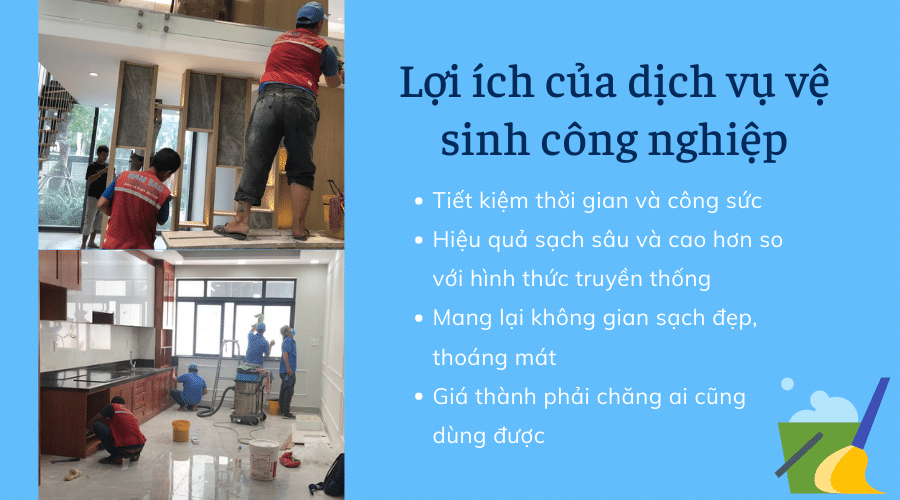 Lợi ích của dịch vụ vệ
sinh công nghiệp
Tiết kiệm thời gian và công sức
Hiệu quả sạch sâu và cao hơn so
với hình thức truyền thống
Mang lại không gian sạch đẹp,
thoáng mát
Giá thành phải chăng ai cũng
dùng được